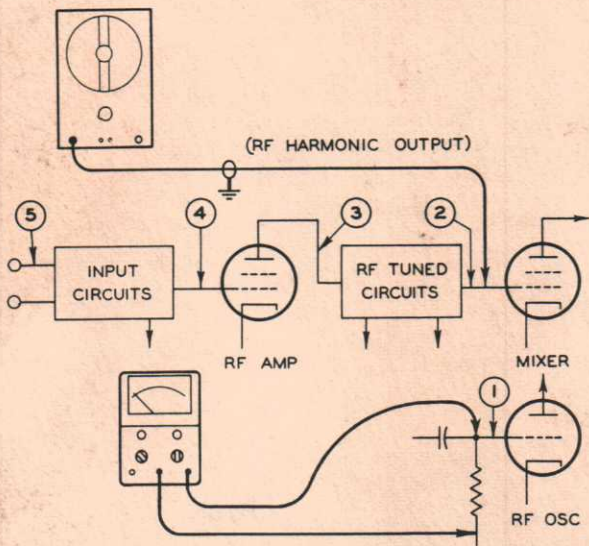 (RF HARMONIC OUTPUT)
5
4
3
2
INPUT
CIRCUITS
RF TUNED
CIRCUITS
RF AMP
MIXER
1
RF OSC